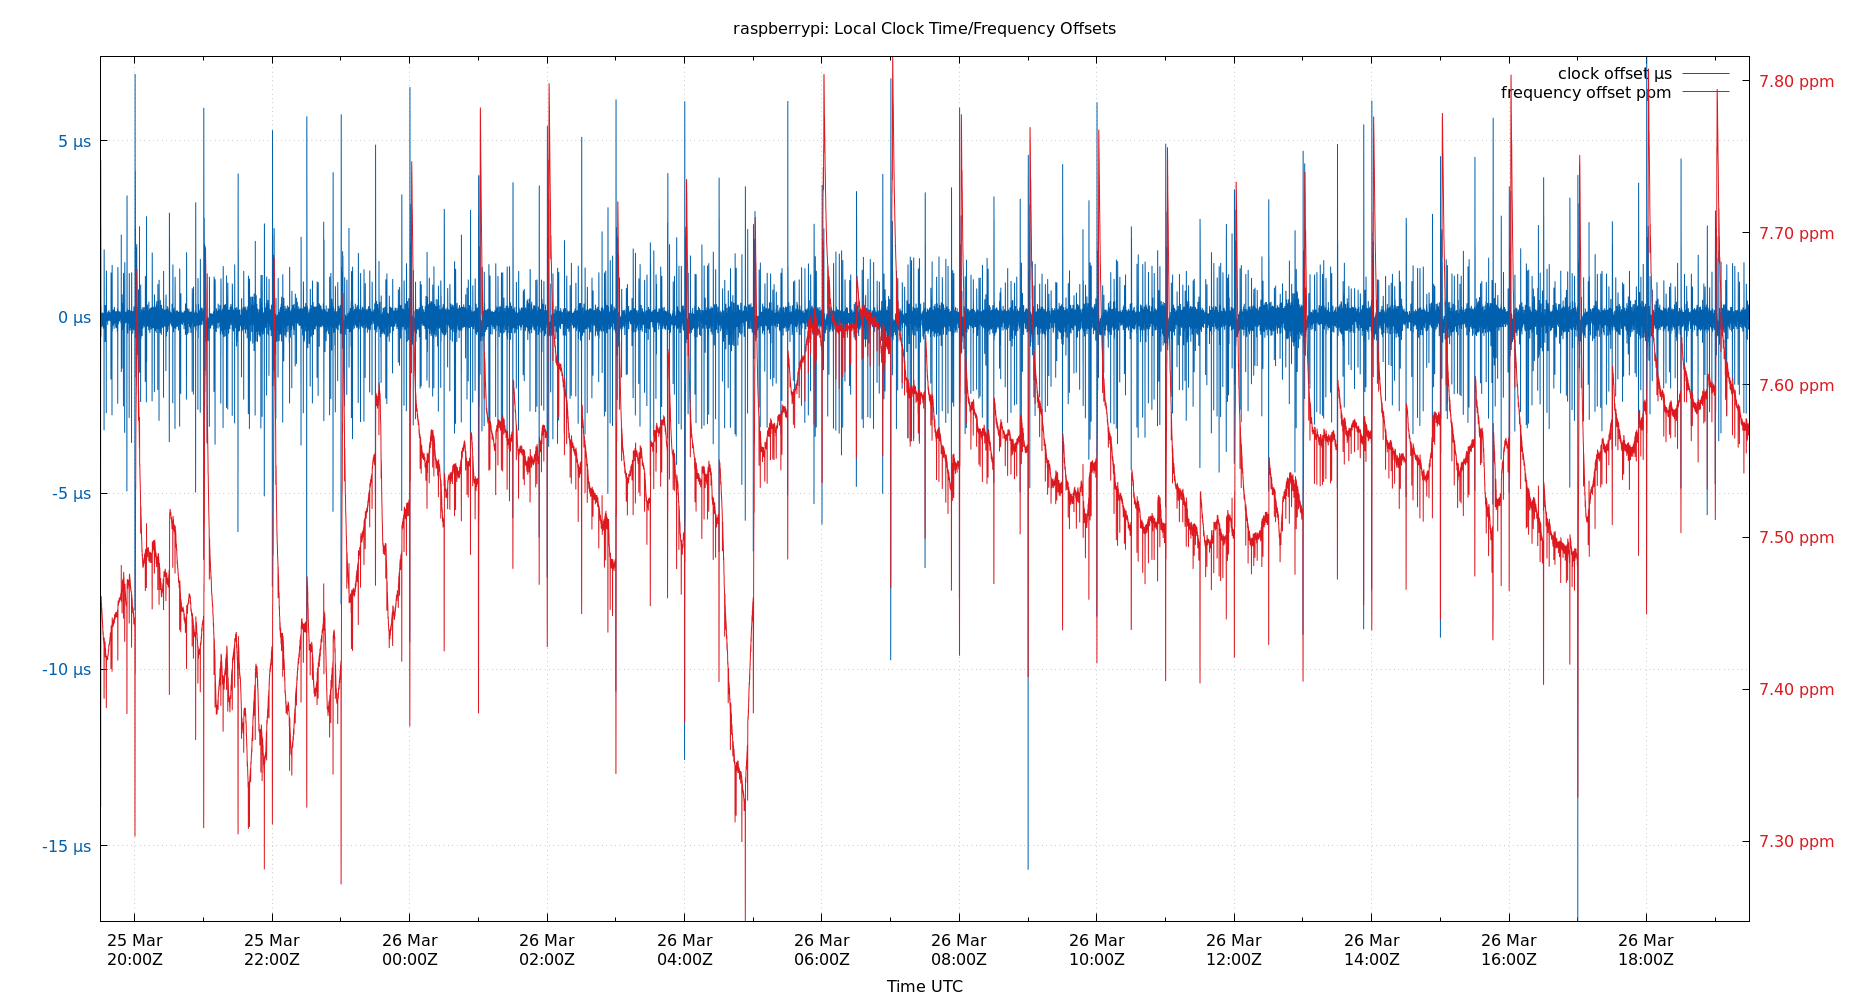 raspberrypi: Local Clock Time/Frequency Offsets
clock offset µs
frequency offset ppm
5 µs
0 µs
-5 µs
-10 µs
-15 µs
7.80 ppm
7.70 ppm
7.60 ppm
7.50 ppm
7.40 ppm
7.30 ppm
25 Mar 25 Mar 26 Mar 26 Mar 26 Mar 26 Mar 26 Mar 26 Mar 26 Mar 26 Mar 26 Mar 26 Mar
20:00Z 22:00Z 00:00Z 02:00Z 04:00Z 06:00Z 08:00Z 10:00Z 12:00Z 14:00Z 16:00Z 18:00Z
Time UTC